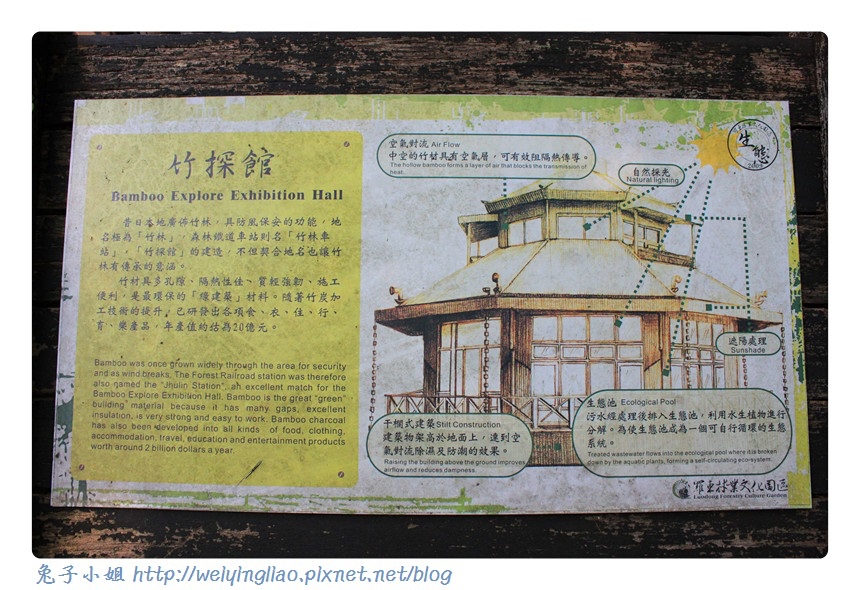 竹探館
Bamboo Explore Exhibition Hall
昔日本地廣佈竹林，具防風保安的功能，地
名極為「竹林」，森林鐵道車站則名「竹林車
站」，「竹探館」的建造，不但契合地名也讓竹
林有傳承的意涵。
竹材具多孔隙、隔熱性佳、質輕強韌、施工
便利，是最環保的「綠建築」材料。隨著竹炭加
工技術的提升，已研發出各項食、衣、住、行、
育、樂產品，年產值約估為20億元。
Bamboo was once grown widely through the area for security
and as wind breaks. The Forest Railroad station was therefore
also named the "Jhulin Station", an excellent match for the
Bamboo Explore Exhibition Hall. Bamboo is the great "green"
building material because it has many gaps, excellent
insulation, is very strong and easy to work. Bamboo charcoal
has also been developed into all kinds of food, clothing,
accommodation, travel, education and entertainment products
worth around 2 billion dollars a year.
空氣對流 Air Flow
中空的竹材具有空氣層，可有效阻隔熱傳導。
The hollow bamboo forms a layer of air that blocks the transmission of
heat.
自然採光
Natural lighting
生態
遮陽處理
Sunshade
干欄式建築 Stilt Construction
建築物架高於地面上，達到空
氣對流除濕及防潮的效果。
Raising the building above the ground improves
airflow and reduces dampness.
生態池 Ecological Pool
污水經處理後排入生態池，利用水生植物進行
分解。為使生態池成為一個可自行循環的生態
系統。
Treated wastewater flows into the ecological pool where it is broken
down by the aquatic plants, forming a self-circulating eco-system.
羅東林業文化園區
Luodong Forestry Culture Garden
兔子小姐 http://weiyingliao.pixnet.net/blog